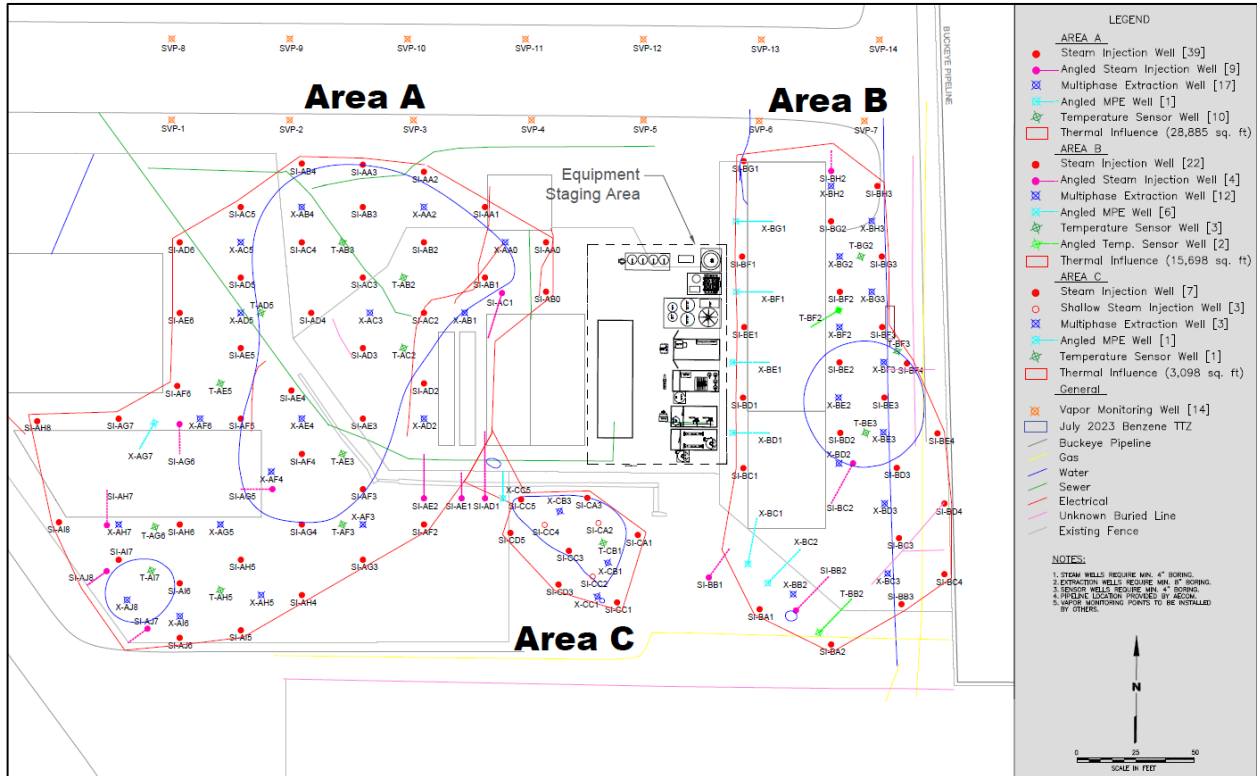 SVP-8 SVP-9 SVP-10 SVP-11 SVP-13 SVP-14
BUCKEYE PIPELINE
Area A Area B
SVP-1 SVP-2 SVP-3 SVP-4 SVP-5 SVP-6 SVP-7
SI-AB4 SI-AA3 SI-AA2 SI-BG1 SI-BH2
Equipment
Staging Area
X-BH2 SI-BH3
SI-AC5 X-AB4 SI-AB3 X-AA2 SI-AA1
X-BG1 SI-BG2 X-BH3
SI-AD6 X-AC5 SI-AC4 T-AB3 SI-AB2 X-AA0 SI-AA0
T-BG2
SI-BF1 X-BG2 SI-BG3
SI-AD5 SI-AC3 T-AB2 SI-AB1
SI-AC1 SI-AB0 X-BF1 SI-BF2 X-BG3
T-AD5
SI-AE6 X-AD5 SI-AD4 X-AC3 SI-AC2 X-AB1
T-BF2
SI-BE1 X-BF2 SI-BF3
T-BF3
SI-AE5 SI-AD3 T-AC2
X-BE1 SI-BE2 X-BF3 SI-BF4
SI-AF6 T-AE5 SI-AE4 SI-AD2
SI-BD1 X-BE2 SI-BE3
SI-AH8 SI-AG7 X-AF6 SI-AF5 X-AE4 SI-AE3 X-AD2
T-BE3
X-BD1 SI-BD2 X-BE3 SI-BE4
X-AG7 SI-AG6 SI-AF4 T-AE3
X-BD2
SI-BC1 SI-BD3
X-AF4
SI-AH7 SI-AG5 SI-AF3
SI-AE2 SI-AE1 SI-AD1 X-CC5 SI-CC5 X-CB3 SI-CA3
SI-BC2 X-BD3 SI-BD4
X-BC1
X-AF3
SI-AI8 X-AH7 T-AG6 SI-AH6 X-AG5 SI-AG4 T-AF3 SI-AF2
SI-CD5 SI-CC4 SI-CA2 SI-CA1
T-CB1
X-BC2 SI-BC3
SI-AI7 SI-AH5 SI-AG3
SI-CC3 X-CB1
SI-AJ8 T-AI7 SI-BB1 SI-BB2 X-BC3 SI-BC4
X-BB2
SI-CC2
SI-AI6 T-AH5 X-AH5 SI-AH4 SI-CD3
T-BB2 SI-BB3
X-AJ8 X-CC1 SI-CC1
X-AI6 SI-BA1
SI-AJ7 SI-AI5
SI-AJ6 SI-BA2
Area C
LEGEND
AREA A
Steam Injection Well [39]
Angled Steam Injection Well [9]
Multiphase Extraction Well [17]
Angled MPE Well [1]
Temperature Sensor Well [10]
Thermal Influence (28,885 sq. ft)
AREA B
Steam Injection Well [22]
Angled Steam Injection Well [4]
Multiphase Extraction Well [12]
Angled MPE Well [6]
Temperature Sensor Well [3]
Angled Temp. Sensor Well [2]
Thermal Influence (15,698 sq. ft)
AREA C
Steam Injection Well [7]
Shallow Steam Injection Well [3]
Multiphase Extraction Well [3]
Angled MPE Well [1]
Temperature Sensor Well [1]
Thermal Influence (3,098 sq. ft)
General
Vapor Monitoring Well [14]
July 2023 Benzene TTZ
Buckeye Pipeline
Gas
Water
Sewer
Electrical
Unknown Buried Line
Existing Fence
NOTES:
1. STEAM WELLS REQUIRE MIN. 4" BORING.
2. EXTRACTION WELLS REQUIRE MIN. 8" BORING.
3. SENSOR WELLS REQUIRE MIN. 4" BORING.
4. PIPELINE LOCATION PROVIDED BY AECOM.
5. VAPOR MONITORING POINTS TO BE INSTALLED
BY OTHERS.
N
0 25 50
SCALE IN FEET